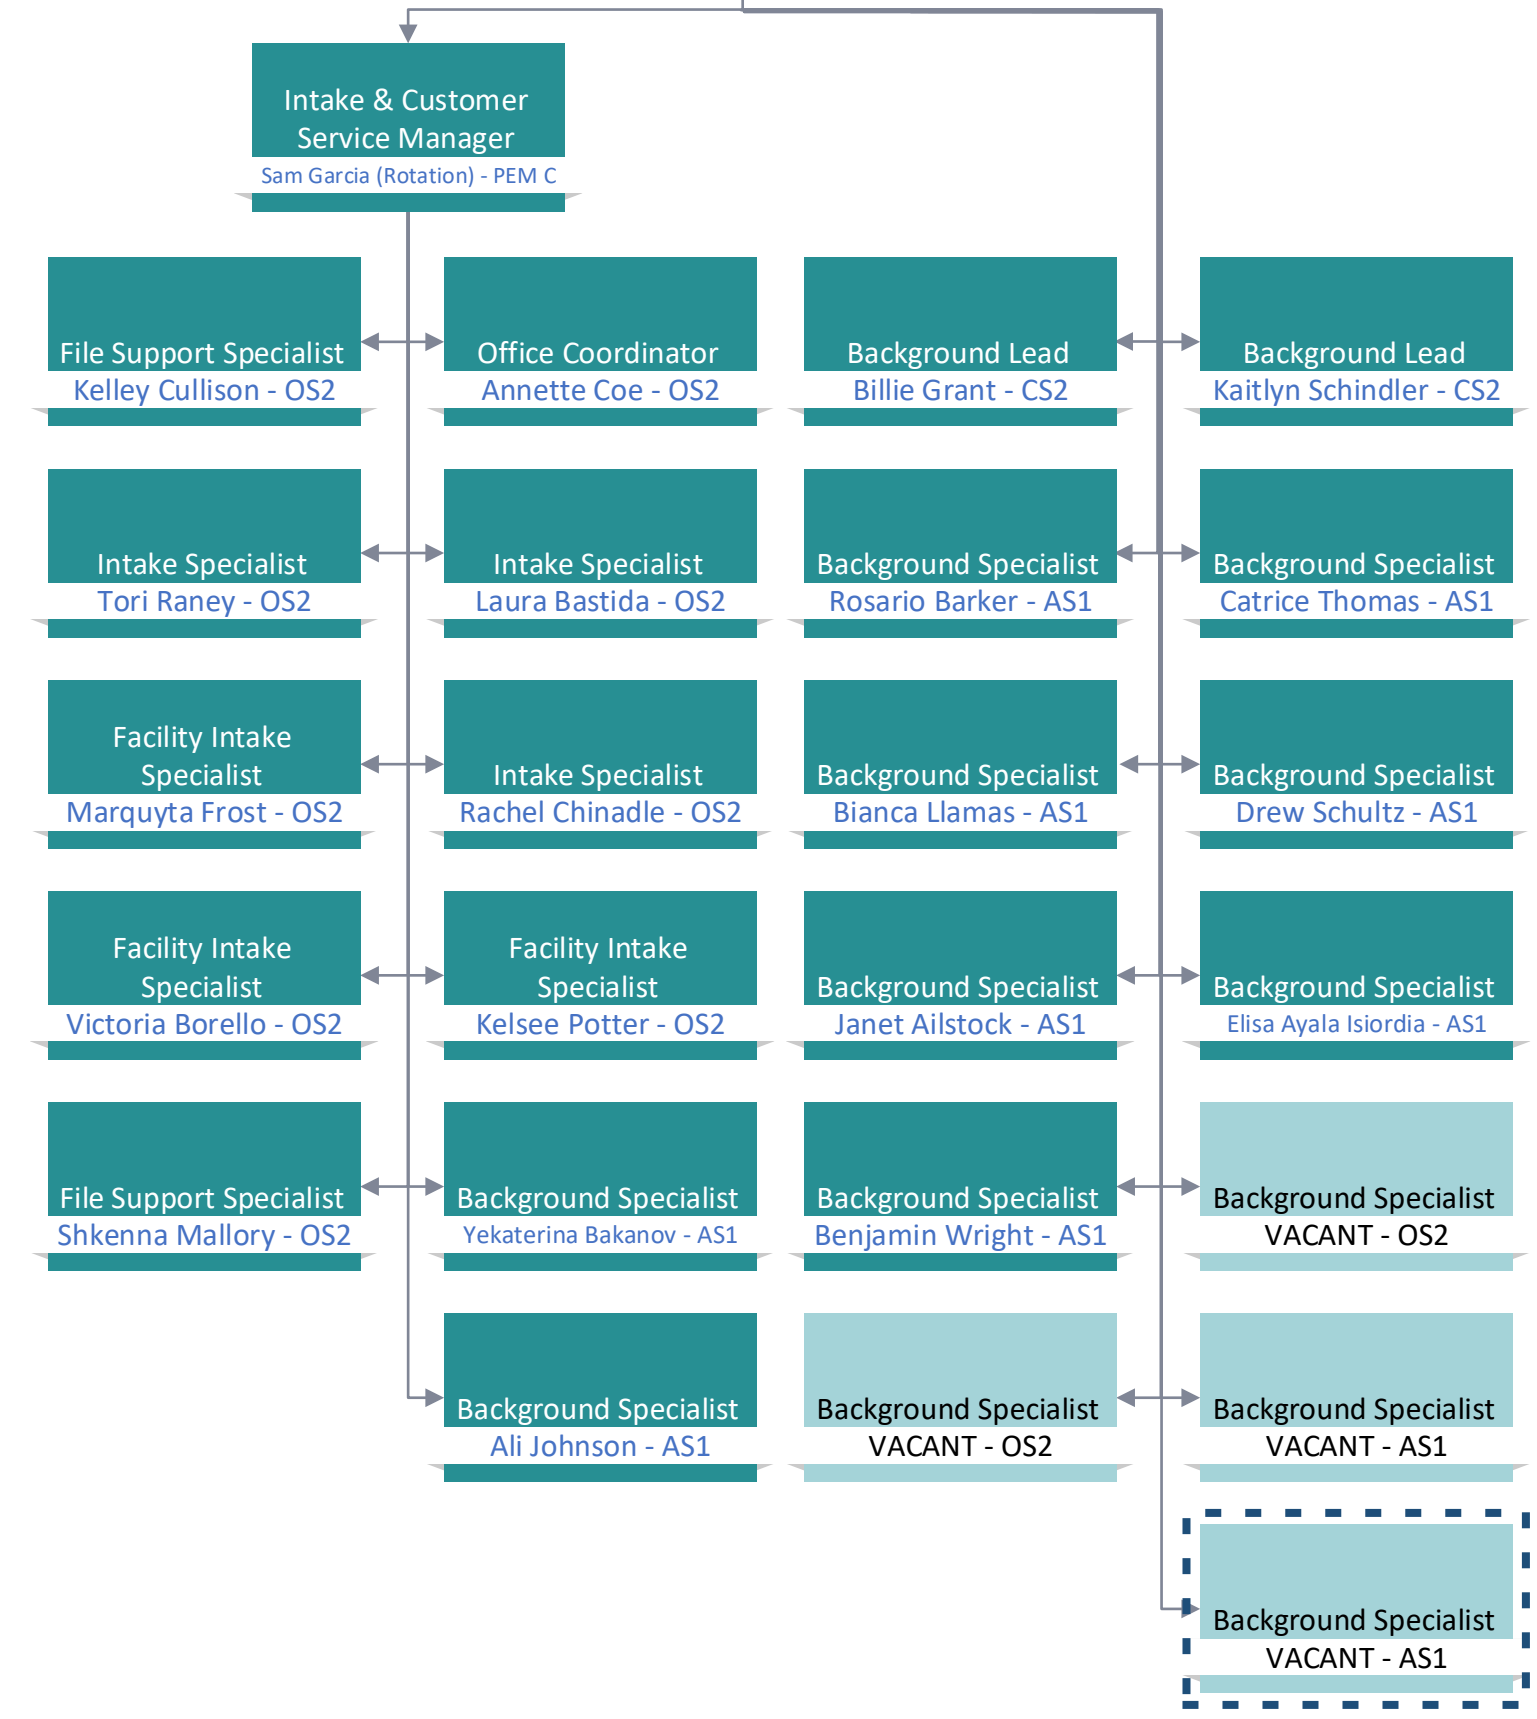 Intake & Customer
Service Manager
Sam Garcia (Rotation) - PEM C
File Support Specialist
Kelley Cullison - OS2
Office Coordinator
Annette Coe - OS2
Background Lead
Billie Grant - CS2
Background Lead
Kaitlyn Schindler - CS2
Intake Specialist
Tori Raney - OS2
Intake Specialist
Laura Bastida - OS2
Background Specialist
Rosario Barker - AS1
Background Specialist
Catrice Thomas - AS1
Facility Intake
Specialist
Marquyta Frost - OS2
Intake Specialist
Rachel Chinadle - OS2
Background Specialist
Bianca Llamas - AS1
Background Specialist
Drew Schultz - AS1
Facility Intake
Specialist
Victoria Borello - OS2
Facility Intake
Specialist
Kelsee Potter - OS2
Background Specialist
Janet Ailstock - AS1
Background Specialist
Elisa Ayala Isiordia - AS1
File Support Specialist
Shkenna Mallory - OS2
Background Specialist
Yekaterina Bakanov - AS1
Background Specialist
Benjamin Wright - AS1
Background Specialist
VACANT - OS2
Background Specialist
Ali Johnson - AS1
Background Specialist
VACANT - OS2
Background Specialist
VACANT - AS1
Background Specialist
VACANT - AS1